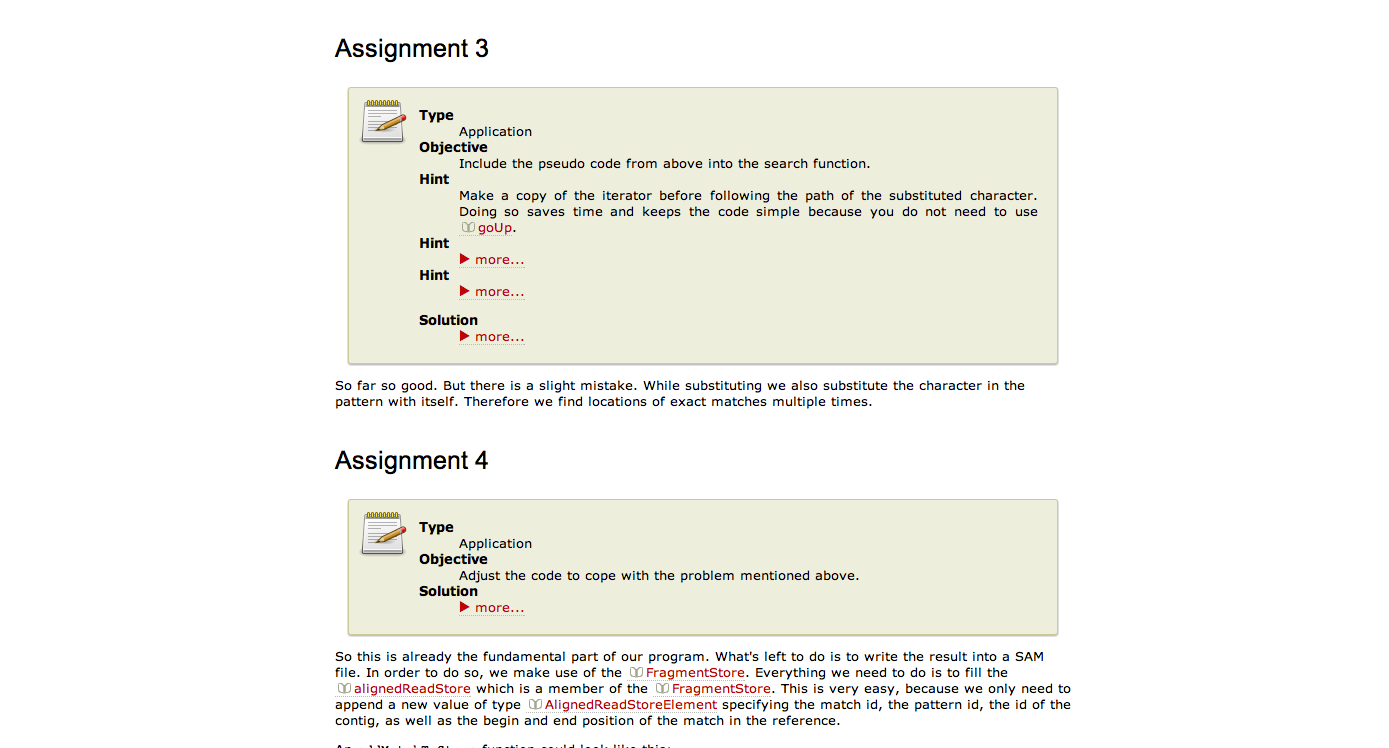 Assignment 3
Type
Application
Objective
Include the pseudo code from above into the search function.
Hint
Make a copy of the iterator before following the path of the substituted character.
Doing so saves time and keeps the code simple because you do not need to use
goUp.
Hint
more...
Hint
more...
Solution
more...
So far so good. But there is a slight mistake. While substituting we also substitute the character in the
pattern with itself. Therefore we find locations of exact matches multiple times.
Assignment 4
Type
Application
Objective
Adjust the code to cope with the problem mentioned above.
Solution
more...
So this is already the fundamental part of our program. What's left to do is to write the result into a SAM
file. In order to do so, we make use of the FragmentStore. Everything we need to do is to fill the
alignedReadStore which is a member of the FragmentStore. This is very easy, because we only need to
append a new value of type AlignedReadStoreElement specifying the match id, the pattern id, the id of the
contig, as well as the begin and end position of the match in the reference.
function could look like this: